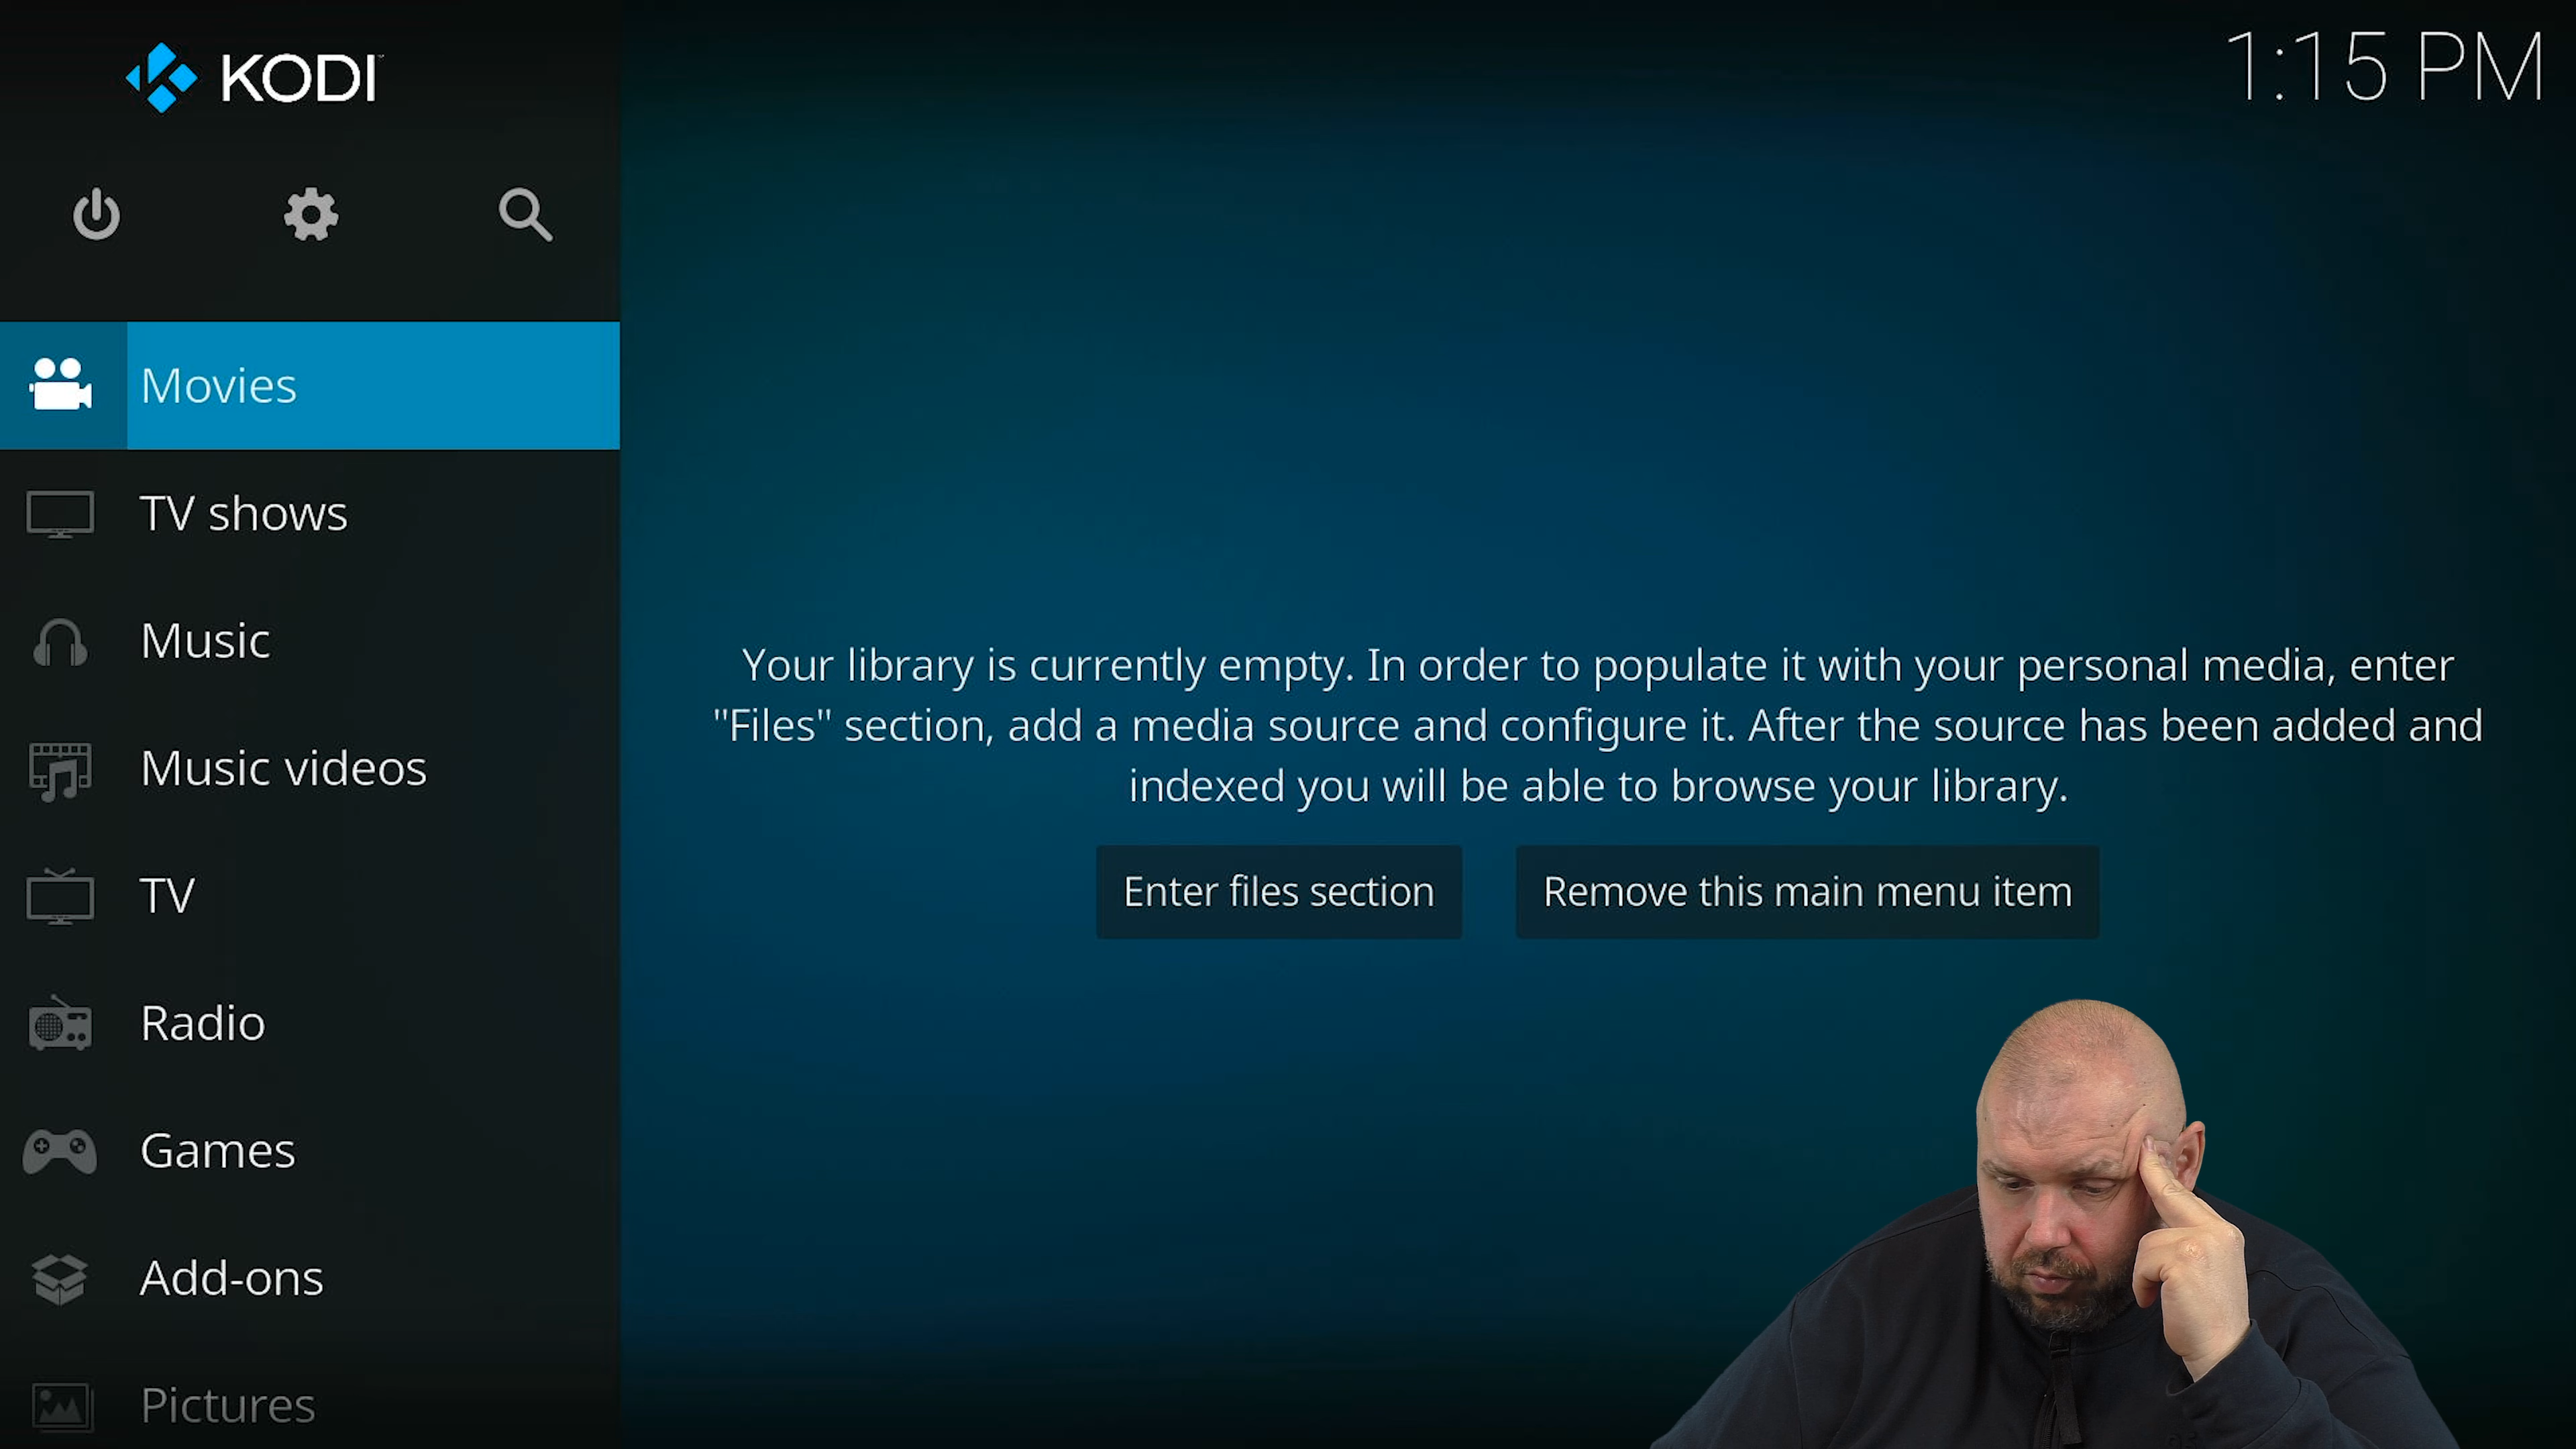 KODI
1:15 PM
Movies
TV shows
Music
Music videos
TV
Radio
Games
Add-ons
Pictures
Your library is currently empty. In order to populate it with your personal media, enter
"Files" section, add a media source and configure it. After the source has been added and
indexed you will be able to browse your library.
Enter files section
Remove this main menu item